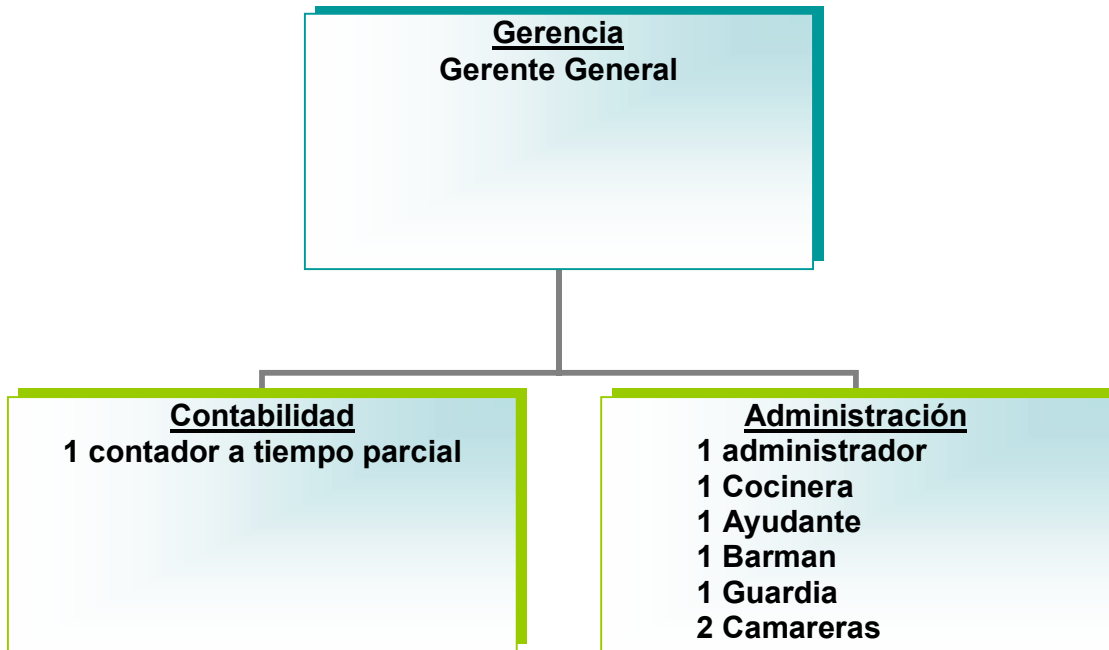 Gerencia
Gerente General
Contabilidad
1 contador a tiempo parcial
Administración
1 administrador
1 Cocinera
1 Ayudante
1 Barman
1 Guardia
2 Camareras